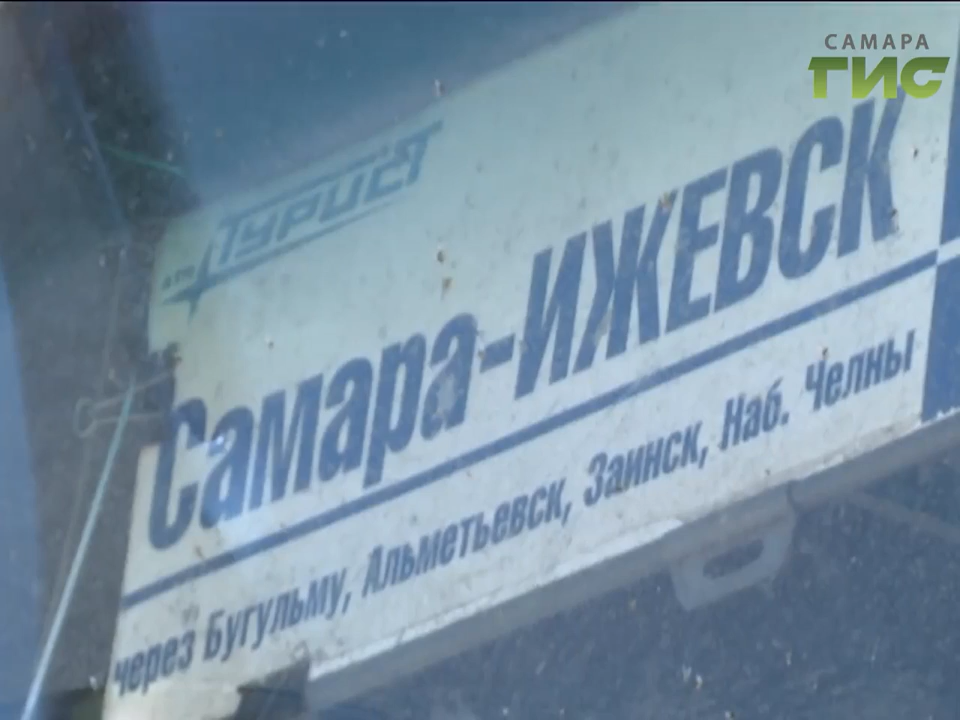 САМАРА
ГИС
ТУРИСТ
Самара-ИЖЕВСК
через Бугульму, Альметьевск, Заинск, Наб. Челны